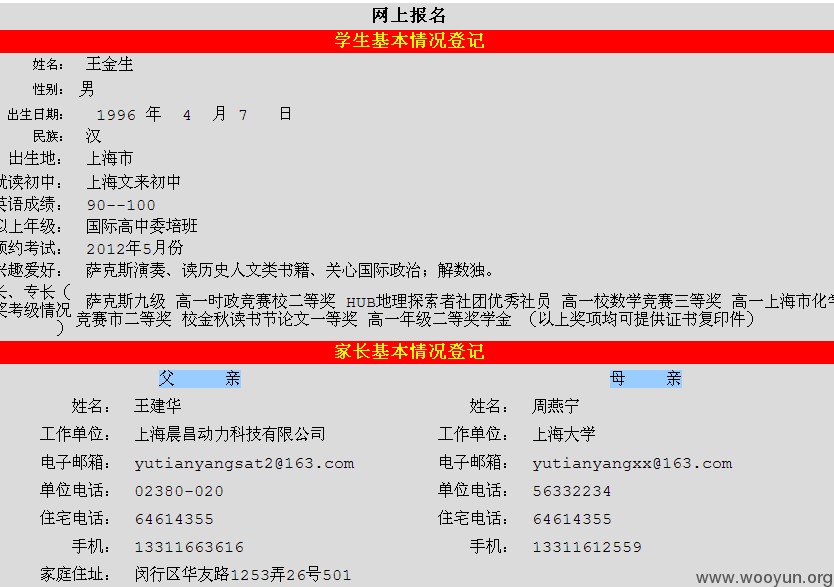 网上报名
学生基本情况登记
姓名： 王金生
性别： 男
出生日期： 1996 年 4 月 7 日
民族： 汉
出生地： 上海市
就读初中： 上海文来初中
英语成绩： 90--100
以上年级： 国际高中委培班
预约考试： 2012年5月份
兴趣爱好： 萨克斯演奏、读历史人文类书籍、关心国际政治；解数独。
长、专长（
奖考级情况
） 萨克斯九级 高一时政竞赛校二等奖 HUB地理探索者社团优秀社员 高一校数学竞赛三等奖 高一上海市化学
竞赛市二等奖 校金秋读书节论文一等奖 高一年级二等奖学金 （以上奖项均可提供证书复印件）
家长基本情况登记
父 亲 母 亲
姓名： 王建华 姓名： 周燕宁
工作单位： 上海晨昌动力科技有限公司 工作单位： 上海大学
电子邮箱： yutianyangsat2@163.com 电子邮箱： yutianyangxx@163.com
单位电话： 02380-020 单位电话： 56332234
住宅电话： 64614355 住宅电话： 64614355
手机： 13311663616 手机： 13311612559
家庭住址： 闵行区华友路1253弄26号501
www.wooyun.org